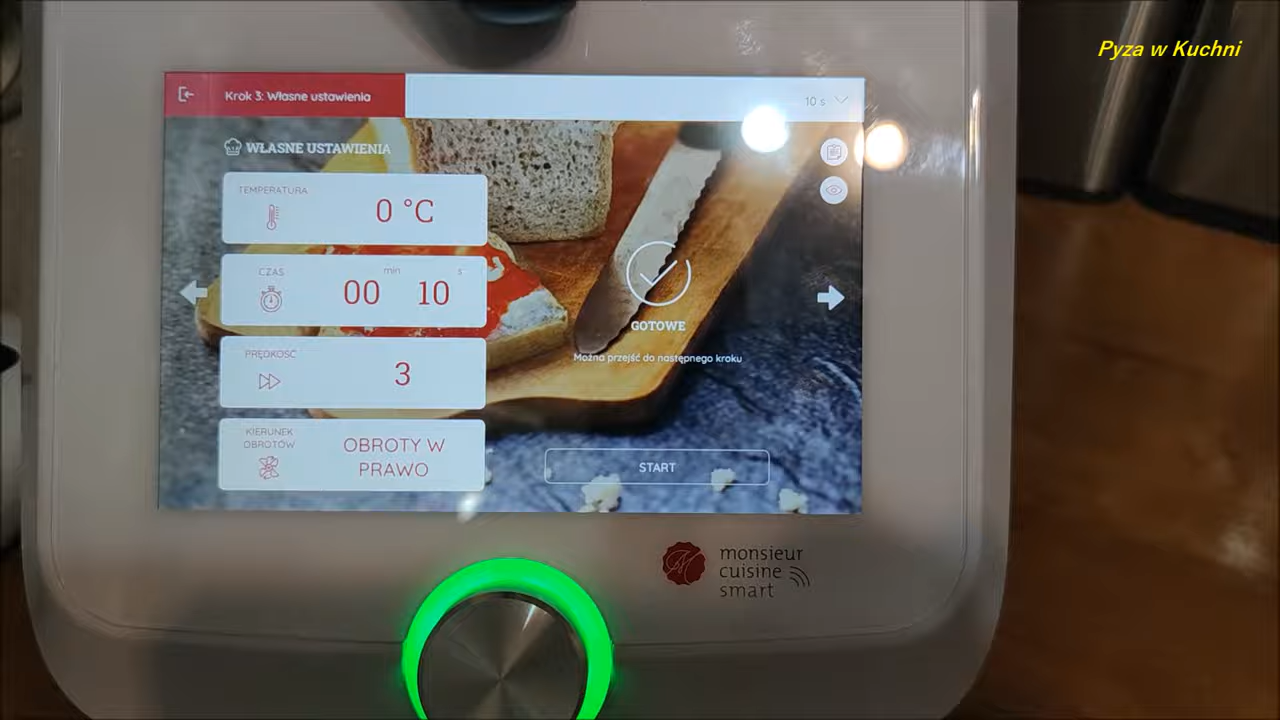 Pyza w Kuchni
Krok 3: Własne ustawienia
10 s
WŁASNE USTAWIENIA
TEMPERATURA
0 °C
CZAS
min
s
00 10
PRĘDKOŚĆ
3
KIERUNEK
OBROTÓW
OBROTY W
PRAWO
GOTOWE
Można przejść do następnego kroku
START
monsieur
cuisine
smart